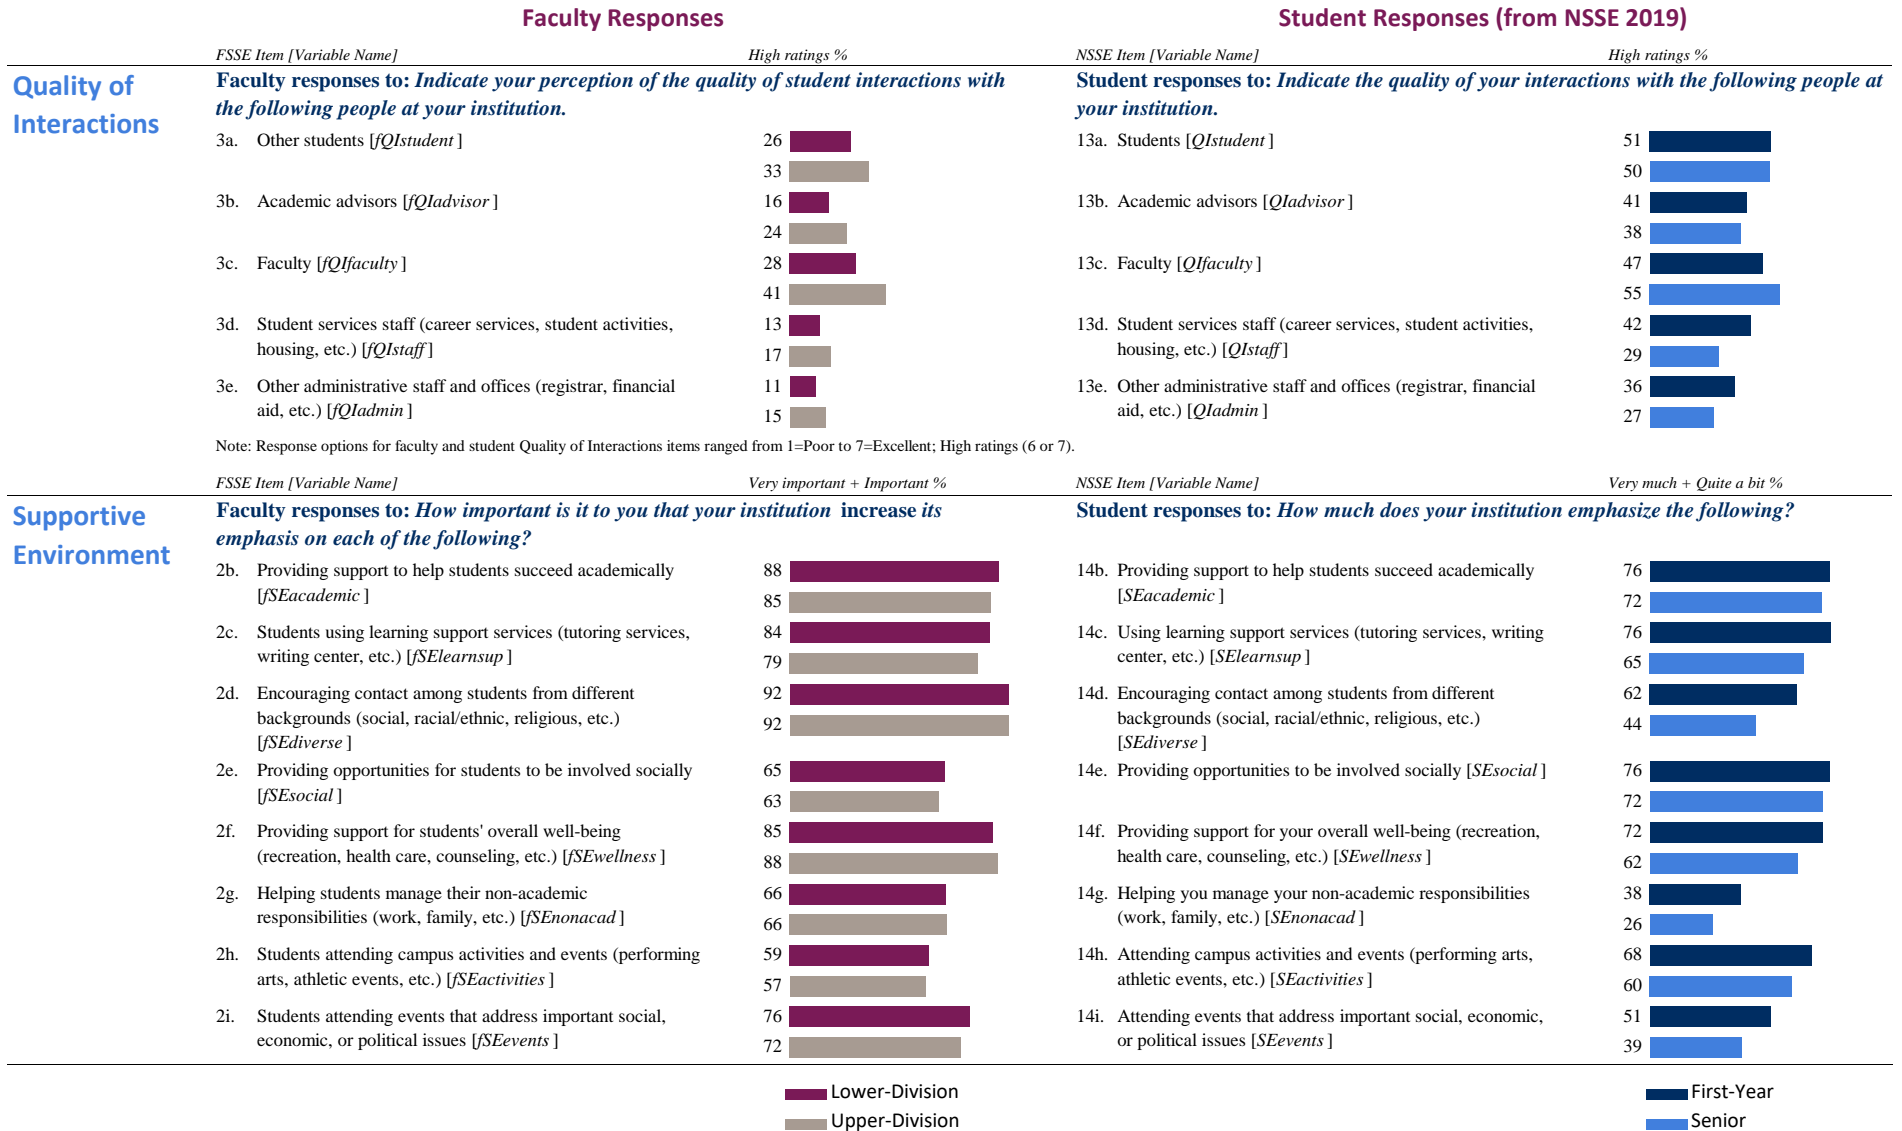 Faculty Responses
Student Responses (from NSSE 2019)
FSSE Item [Variable Name] High ratings %
NSSE Item [Variable Name] High ratings %
Quality of
Interactions
Faculty responses to: Indicate your perception of the quality of student interactions with
the following people at your institution.
3a. Other students [fQIstudent ] 26
33
3b. Academic advisors [fQIadvisor ] 16
24
3c. Faculty [fQIfaculty ] 28
41
3d. Student services staff (career services, student activities, 13
housing, etc.) [fQIstaff ] 17
3e. Other administrative staff and offices (registrar, financial 11
aid, etc.) [fQIadmin ] 15
Student responses to: Indicate the quality of your interactions with the following people at
your institution.
13a. Students [QIstudent ] 51
50
13b. Academic advisors [QIadvisor ] 41
38
13c. Faculty [QIfaculty ] 47
55
13d. Student services staff (career services, student activities, 42
housing, etc.) [QIstaff ] 29
13e. Other administrative staff and offices (registrar, financial 36
aid, etc.) [QIadmin ] 27
Note: Response options for faculty and student Quality of Interactions items ranged from 1=Poor to 7=Excellent; High ratings (6 or 7).
FSSE Item [Variable Name] Very important + Important %
NSSE Item [Variable Name] Very much + Quite a bit %
Supportive
Environment
Faculty responses to: How important is it to you that your institution increase its
emphasis on each of the following?
2b. Providing support to help students succeed academically 88
[fSEacademic ] 85
2c. Students using learning support services (tutoring services, 84
writing center, etc.) [fSElearnsup ] 79
2d. Encouraging contact among students from different 92
backgrounds (social, racial/ethnic, religious, etc.) 92
[fSEdiverse ]
2e. Providing opportunities for students to be involved socially 65
[fSEsocial ] 63
2f. Providing support for students' overall well-being 85
(recreation, health care, counseling, etc.) [fSEwellness ] 88
2g. Helping students manage their non-academic 66
responsibilities (work, family, etc.) [fSEnonacad ] 66
2h. Students attending campus activities and events (performing 59
arts, athletic events, etc.) [fSEactivities ] 57
2i. Students attending events that address important social, 76
economic, or political issues [fSEevents ] 72
Student responses to: How much does your institution emphasize the following?
14b. Providing support to help students succeed academically 76
[SEacademic ] 72
14c. Using learning support services (tutoring services, writing 76
center, etc.) [SElearnsup ] 65
14d. Encouraging contact among students from different 62
backgrounds (social, racial/ethnic, religious, etc.) 44
[SEdiverse ]
14e. Providing opportunities to be involved socially [SEsocial ] 76
72
14f. Providing support for your overall well-being (recreation, 72
health care, counseling, etc.) [SEwellness ] 62
14g. Helping you manage your non-academic responsibilities 38
(work, family, etc.) [SEnonacad ] 26
14h. Attending campus activities and events (performing arts, 68
athletic events, etc.) [SEactivities ] 60
14i. Attending events that address important social, economic, 51
or political issues [SEevents ] 39
Lower-Division
Upper-Division
First-Year
Senior